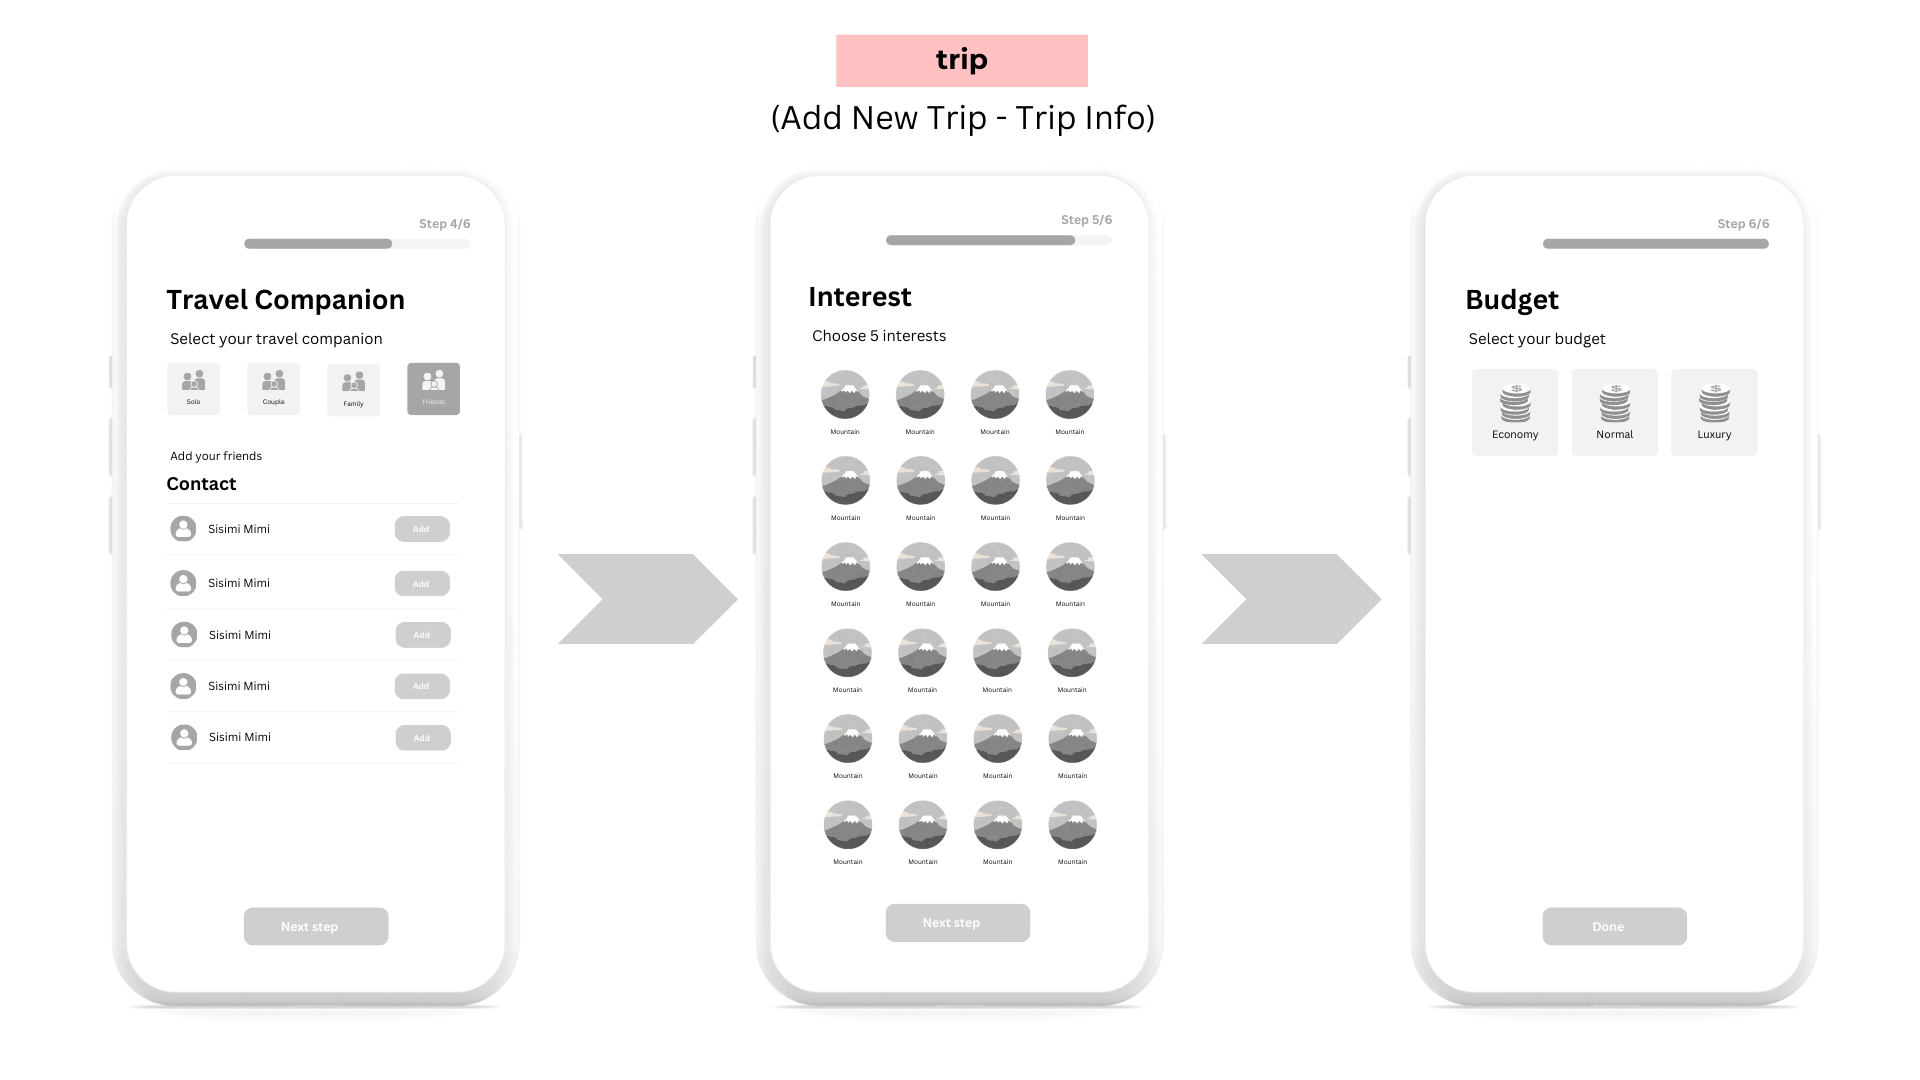 trip
(Add New Trip - Trip Info)
Step 4/6
Travel Companion
Select your travel companion
Solo
Couple
Family
Friends
Add your friends
Contact
Sisimi Mimi
Add
Sisimi Mimi
Add
Sisimi Mimi
Add
Sisimi Mimi
Add
Sisimi Mimi
Add
Next step
Step 5/6
Interest
Choose 5 interests
Mountain Mountain Mountain Mountain
Mountain Mountain Mountain Mountain
Mountain Mountain Mountain Mountain
Mountain Mountain Mountain Mountain
Mountain Mountain Mountain Mountain
Mountain Mountain Mountain Mountain
Next step
Step 6/6
Budget
Select your budget
Economy
Normal
Luxury
Done